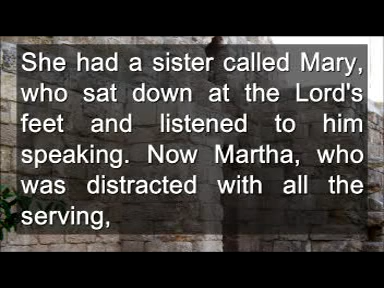 She had a sister called Mary,
who sat down at the Lord's
feet and listened to him
speaking. Now Martha, who
was distracted with all the
serving,